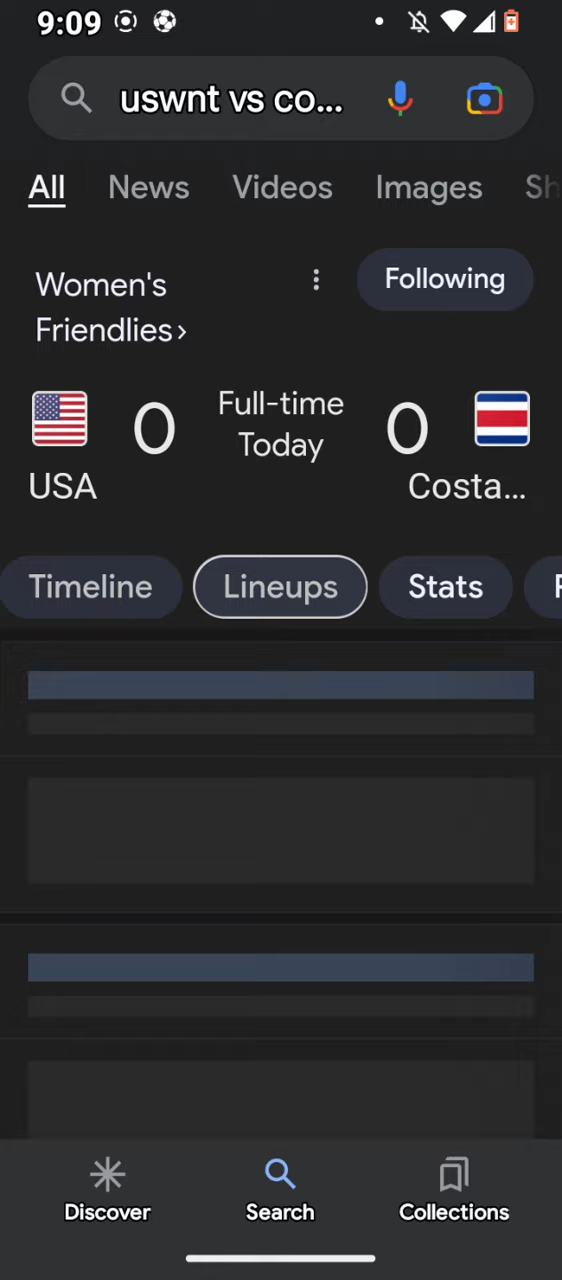 9:09
uswnt vs co...
All News Videos Images Sh
Women's
Friendlies
Following
0 Full-time 0
Today
USA Costa...
Timeline Lineups Stats
Discover Search Collections